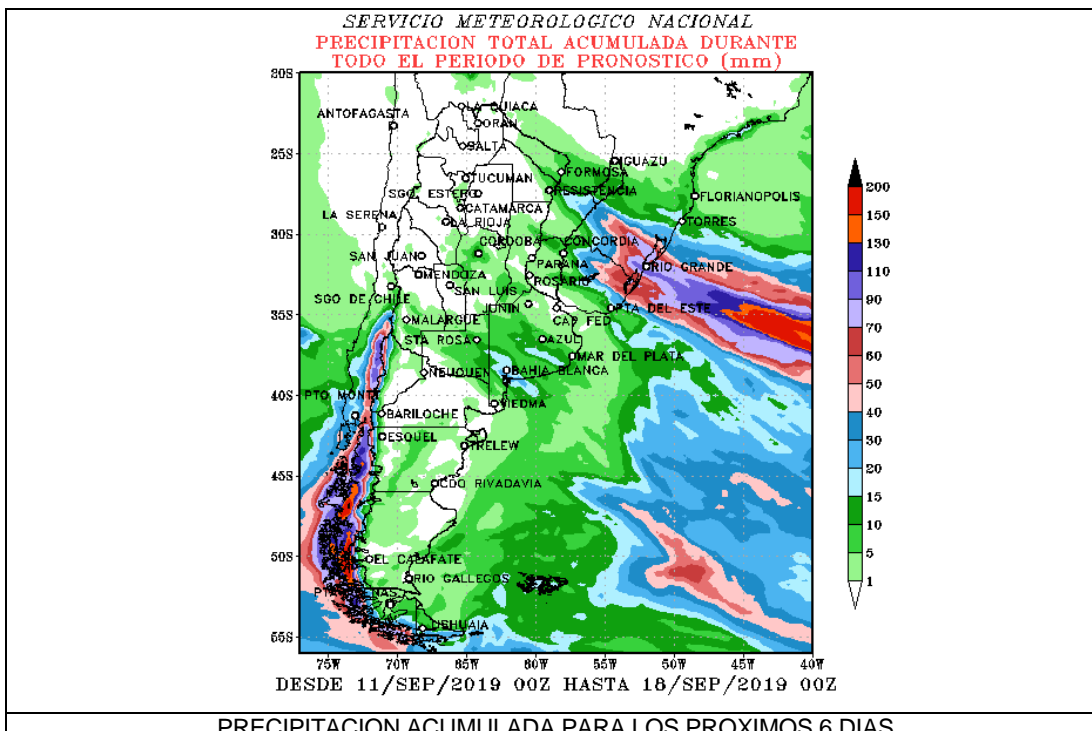 SERVICIO METEOROLOGICO NACIONAL
PRECIPITACION TOTAL ACUMULADA DURANTE
TODO EL PERIODO DE PRONOSTICO (mm)
20S
25S
30S
35S
40S
45S
50S
55S
75W 70W 65W 60W 55W 50W 45W 40W
ANTOFAGASTA
LA QUIACA
ORAN
SALTA
TUCUMAN
SGO. ESTERO
CATAMARCA
LA RIOJA
LA SERENA
FORMOSA
RESISTENCIA
IGUAZU
FLORIANOPOLIS
TORRES
CORDOBA
CONCORDIA
SAN JUAN
PARANA
MENDOZA
ROSARIO
RIO GRANDE
SAN LUIS
SGO DE CHILE
JUNIN
PTA DEL ESTE
MALARGUE
CAP FED
STA ROSA
AZUL
MAR DEL PLATA
NEUQUEN
BAHIA BLANCA
PTO MONTT
BARILOCHE
VIEDMA
ESQUEL
TRELEW
CDO RIVADAVIA
EL CALAFATE
RIO GALLEGOS
USHUAIA
200
150
130
110
90
70
60
50
40
30
20
15
10
5
1
DESDE 11/SEP/2019 00Z HASTA 18/SEP/2019 00Z
PRECIPITACION ACUMULADA PARA LOS PROXIMOS 6 DIAS